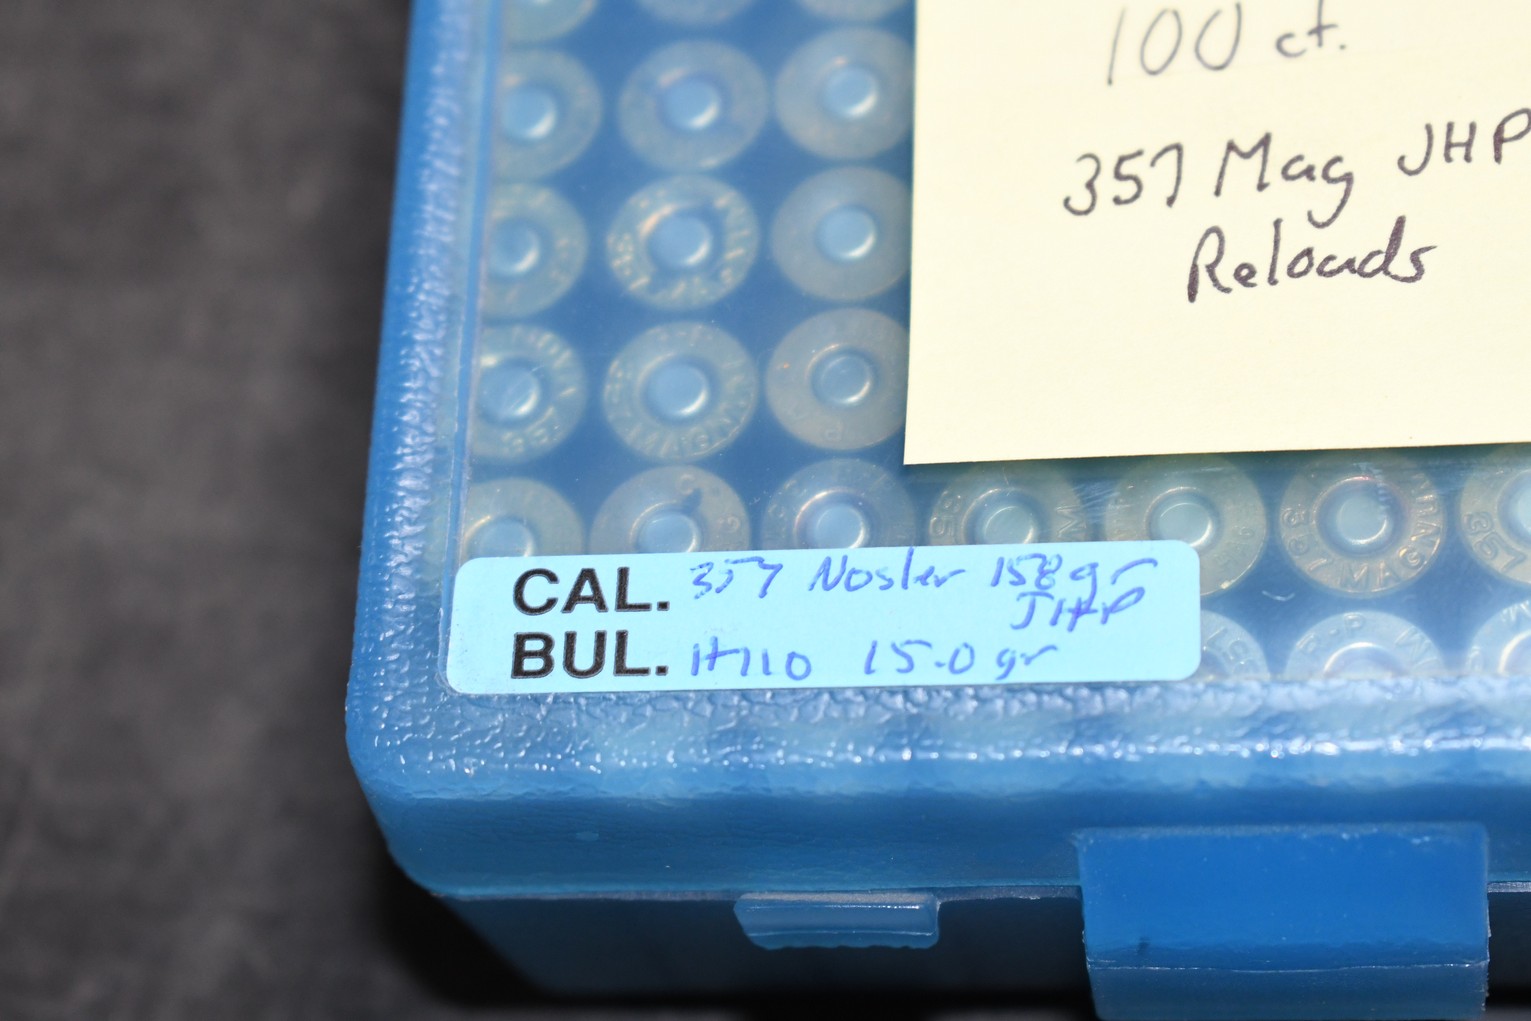 100 ct.
357 Mag JHP
Reloads
CAL. 357 Nosler 158 gr
JHP
BUL. H110 15.0 gr